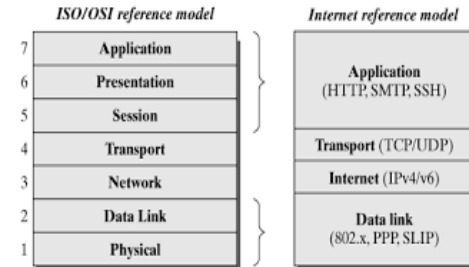 ISO/OSI reference model
7 Application
6 Presentation
5 Session
4 Transport
3 Network
2 Data Link
1 Physical
Internet reference model
Application
(HTTP, SMTP, SSH)
Transport (TCP/UDP)
Internet (IPv4/v6)
Data link
(802.x, PPP, SLIP)